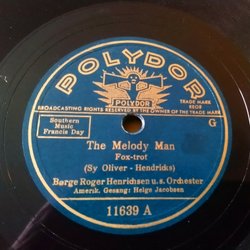 POLYDOR
TRADE MARK
BROADCASTING RIGHTS RESERVED BY THE OWNER OF THE TRADE MARK
POLYDOR
Southern
Music
Francis Day
G
The Melody Man
Fox-trot
(Sy Oliver - Hendricks)
Børge Roger Henrichsen u. s. Orchester
Amerik. Gesang: Helge Jacobsen
11639 A